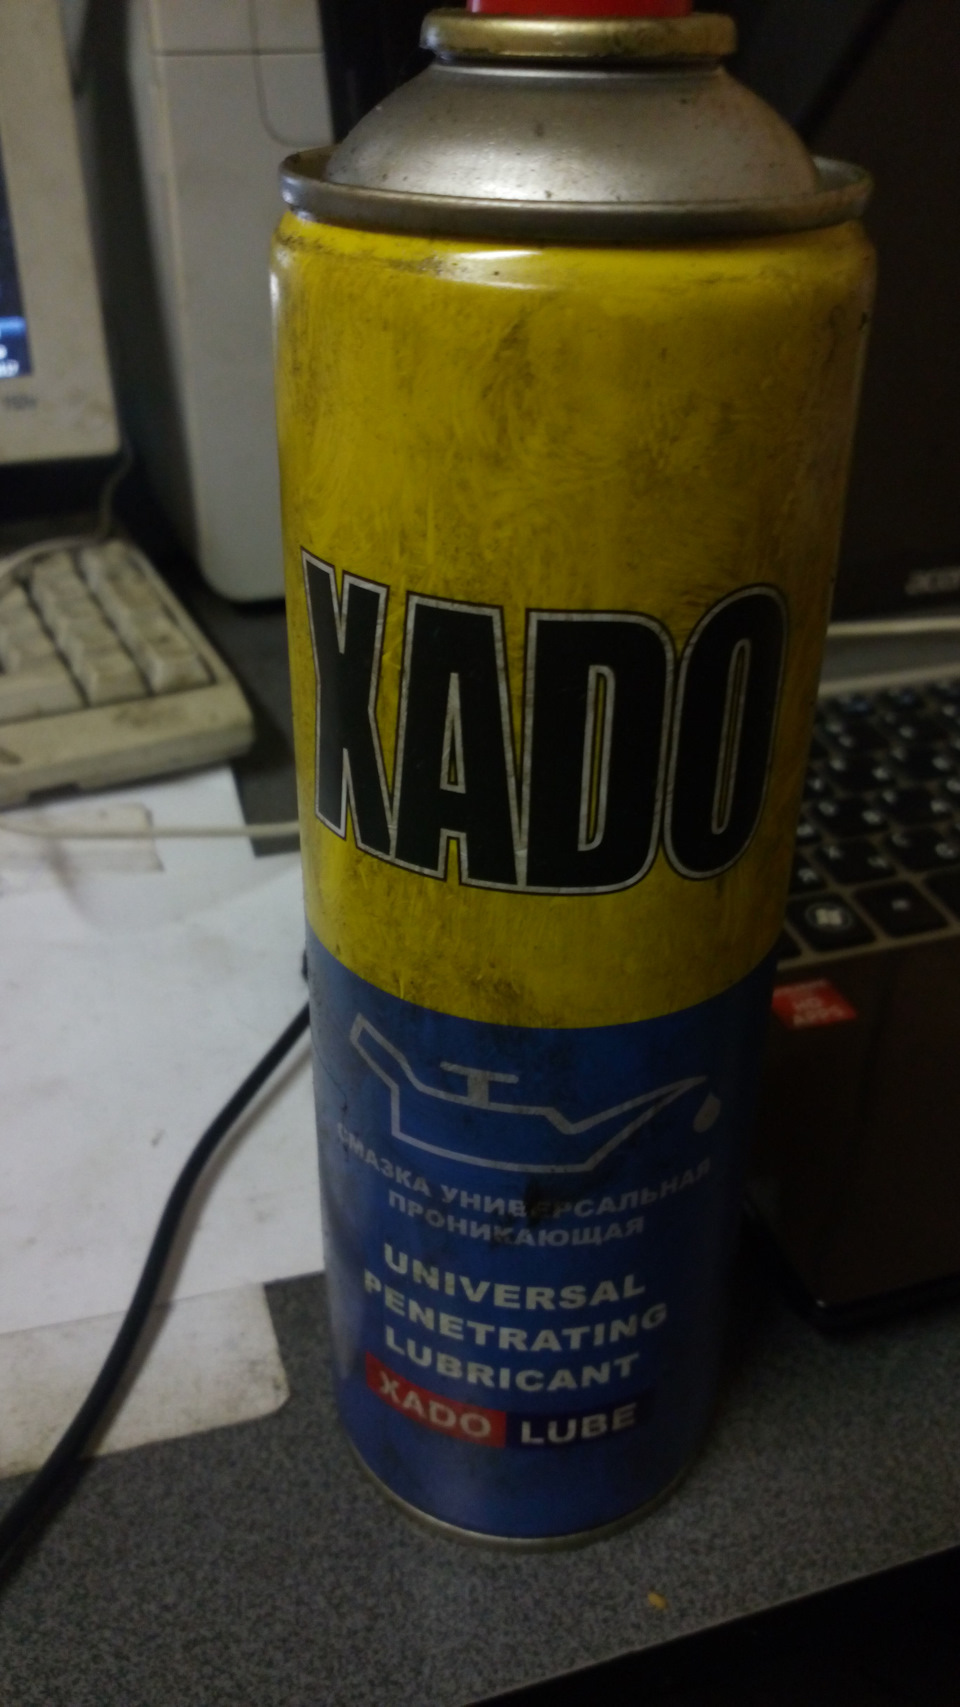 XADO
СМАЗКА УНИВЕРСАЛЬНАЯ
ПРОНИКАЮЩАЯ
UNIVERSAL
PENETRATING
LUBRICANT
XADO LUBE